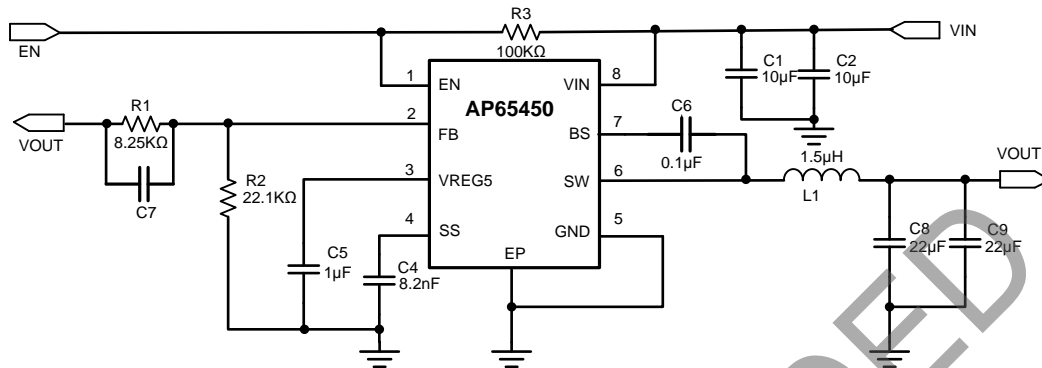 R3
EN
100KΩ
VIN
C1
10µF
C2
10µF
1
EN
VIN
8
AP65450
R1
VOUT
8.25KΩ
2
FB
BS
7
C6
0.1µF
C7
R2
22.1KΩ
3
VREG5
SW
6
1.5µH
L1
VOUT
4
SS
GND
5
EP
C5
1µF
C4
8.2nF
C8
22µF
C9
22µF